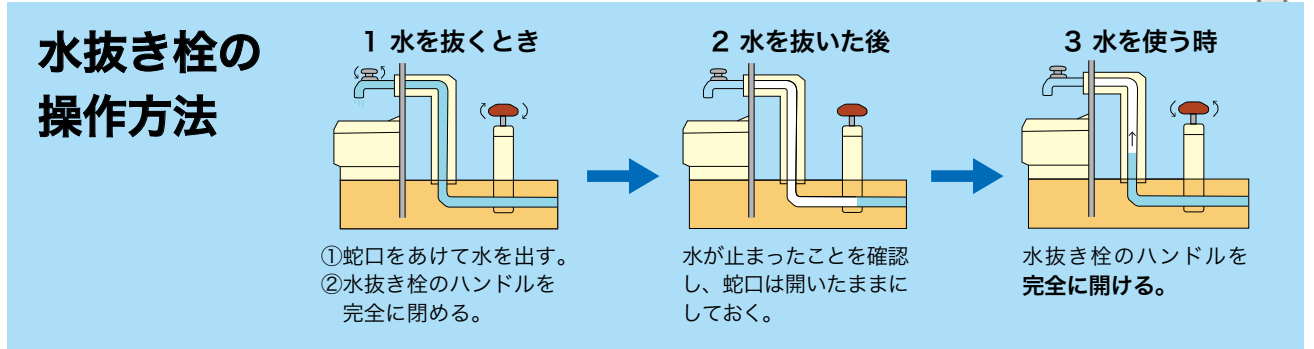 水抜き栓の
操作方法
1 水を抜くとき
①蛇口をあけて水を出す。
②水抜き栓のハンドルを
完全に閉める。
2 水を抜いた後
水が止まったことを確認
し、蛇口は開いたままに
しておく。
3 水を使う時
水抜き栓のハンドルを
完全に開ける。